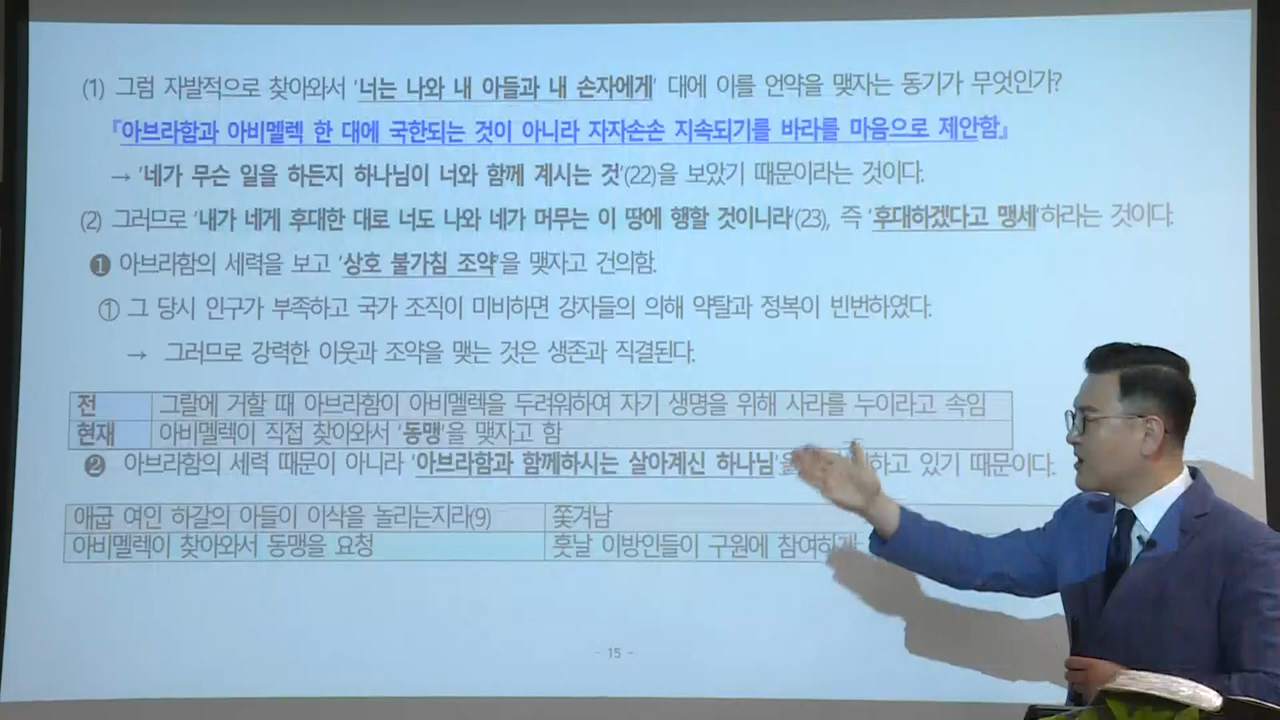 (1) 그럼 자발적으로 찾아와서 '너는 나와 내 아들과 내 손자에게' 대에 이를 언약을 맺자는 동기가 무엇인가?
『아브라함과 아비멜렉 한 대에 국한되는 것이 아니라 자자손손 지속되기를 바라를 마음으로 제안함』
→ '네가 무슨 일을 하든지 하나님이 너와 함께 계시는 것'(22)을 보았기 때문이라는 것이다.
(2) 그러므로 '내가 네게 후대한 대로 너도 나와 네가 머무는 이 땅에 행할 것이니라'(23), 즉 '후대하겠다고 맹세'하라는 것이다.
❶ 아브라함의 세력을 보고 '상호 불가침 조약'을 맺자고 건의함.
① 그 당시 인구가 부족하고 국가 조직이 미비하면 강자들의 의해 약탈과 정복이 빈번하였다.
→ 그러므로 강력한 이웃과 조약을 맺는 것은 생존과 직결된다.
전 그랄에 거할 때 아브라함이 아비멜렉을 두려워하여 자기 생명을 위해 사라를 누이라고 속임
현재 아비멜렉이 직접 찾아와서 '동맹'을 맺자고 함
❷ 아브라함의 세력 때문이 아니라 '아브라함과 함께하시는 살아계신 하나님'을 하고 있기 때문이다.
애굽 여인 하갈의 아들이 이삭을 놀리는지라(9) 쫓겨남
아비멜렉이 찾아와서 동맹을 요청 훗날 이방인들이 구원에
- 15 -